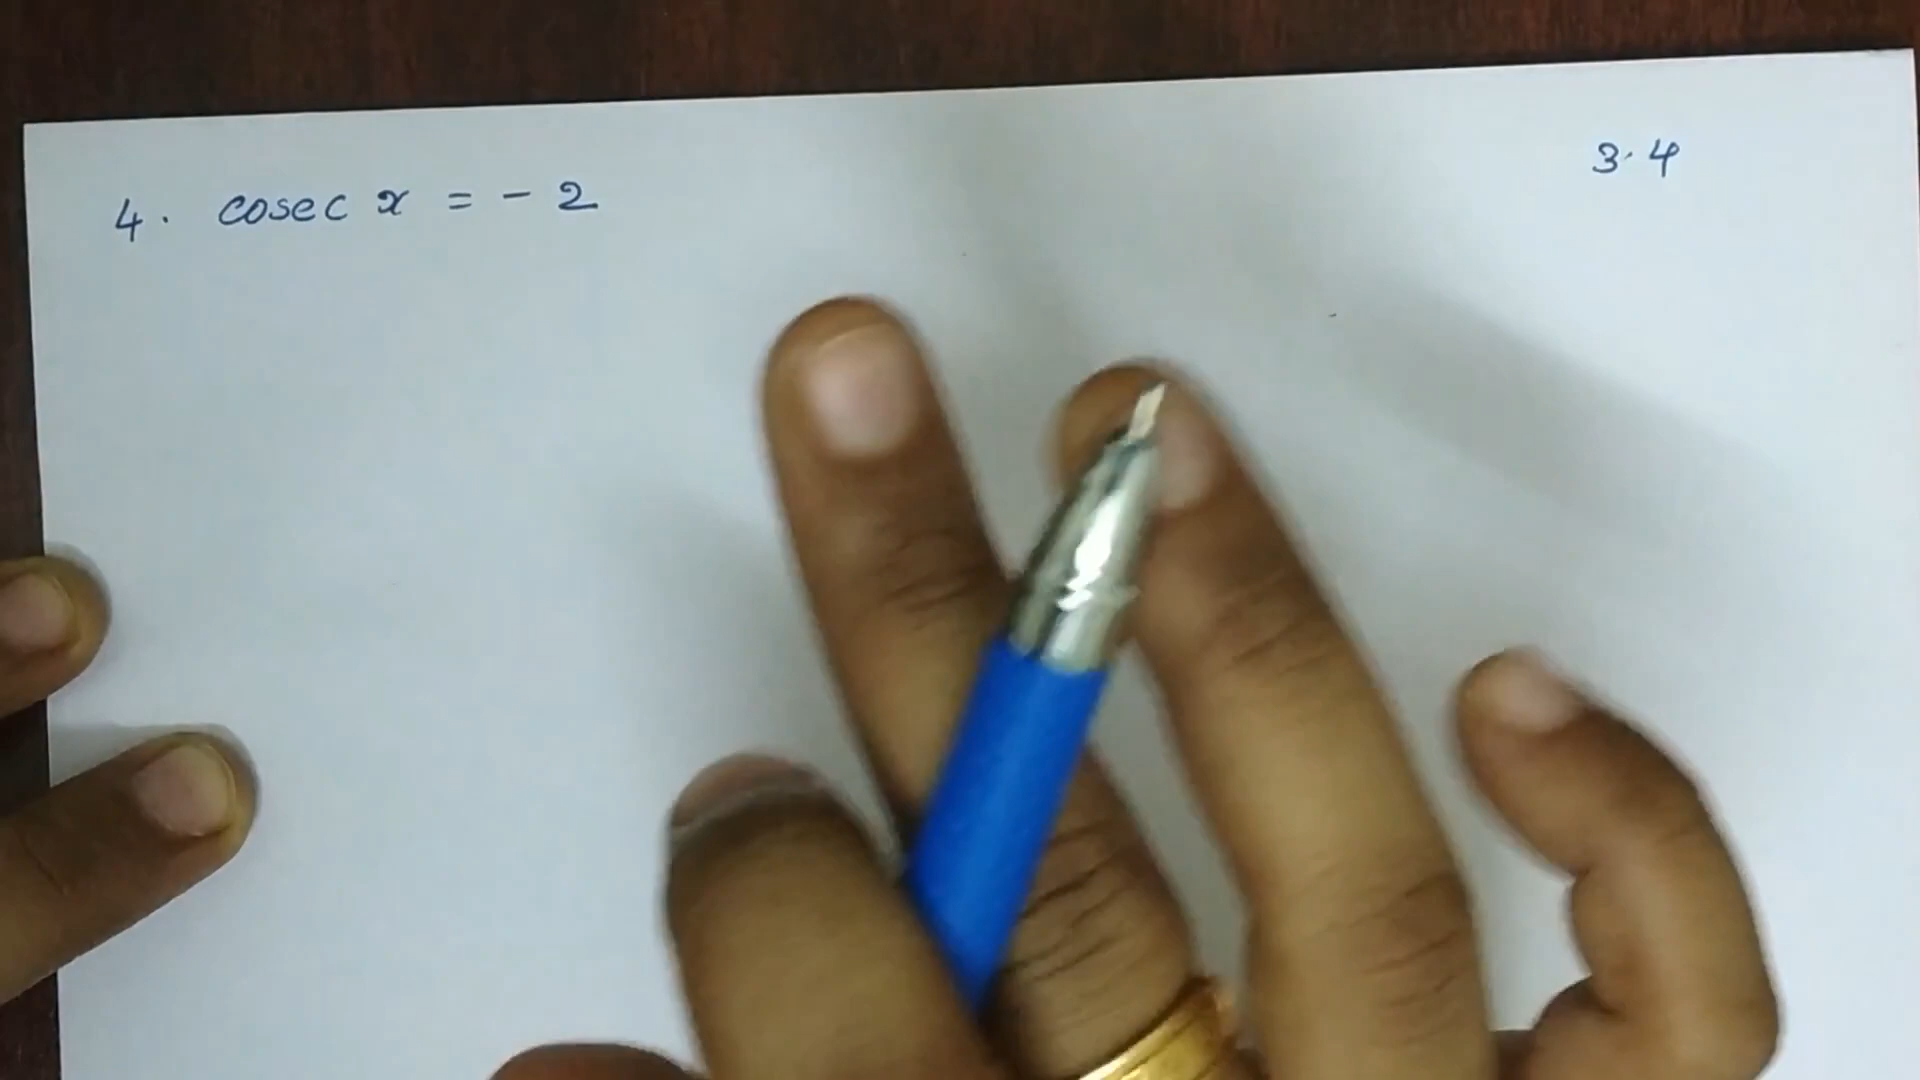 3.4
4. cosec x = - 2